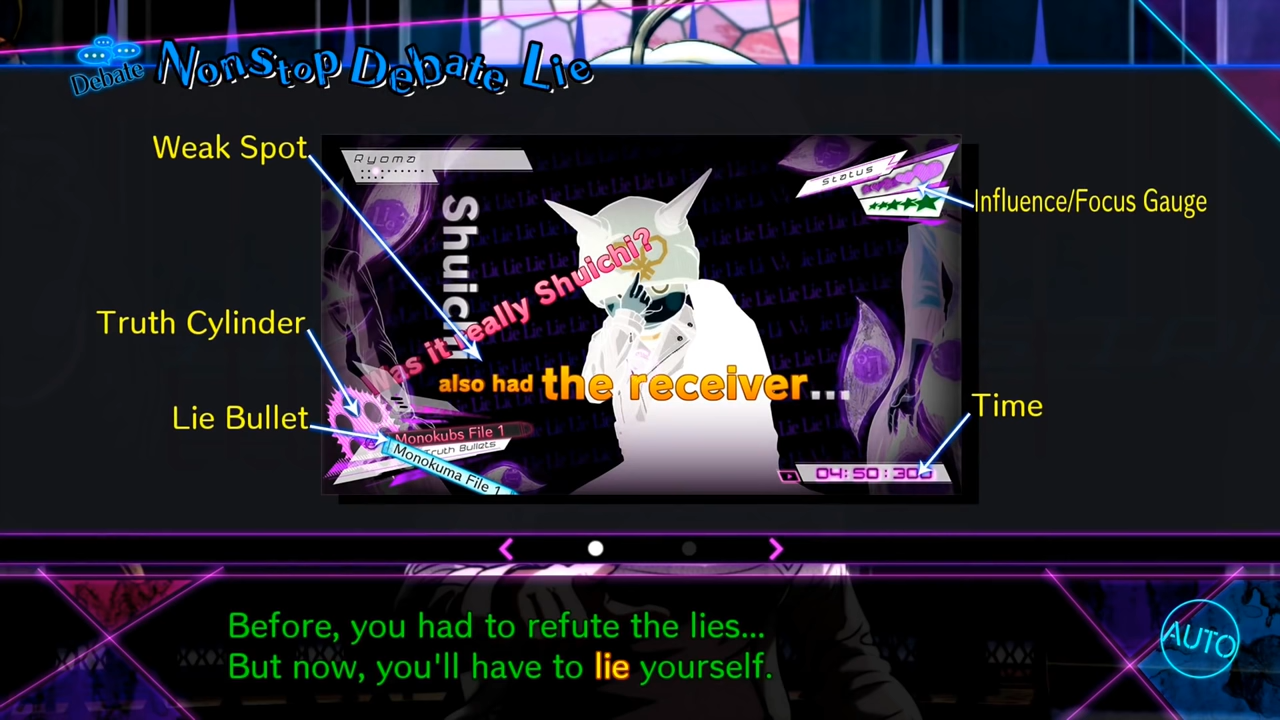 Debate
Nonstop Debate Lie
Weak Spot
Ryoma
Status
Influence/Focus Gauge
Shuichi
Was it really Shuichi?
Truth Cylinder
also had the receiver...
Lie Bullet
Time
Monokubs File 1
Truth Bullets
Monokuma File 1
04:50:300
Before, you had to refute the lies...
But now, you'll have to lie yourself.
AUTO